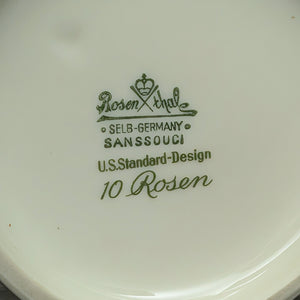 Rosenthal
SELB-GERMANY
SANSSOUCI
U.S.Standard-Design
10 Rosen